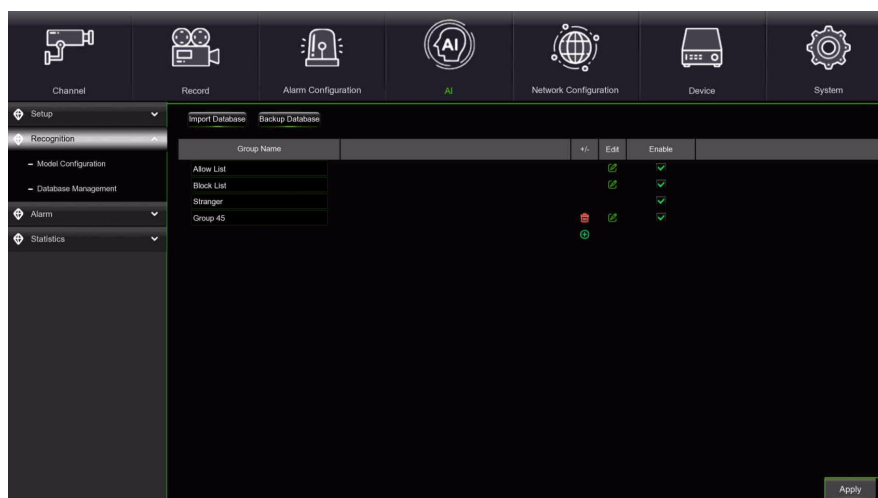 AI
Channel Record Alarm Configuration AI Network Configuration Device System
Setup
Import Database Backup Database
Recognition
Group Name +/- Edit Enable
– Model Configuration
Allow List
– Database Management
Block List
Stranger
Alarm
Group 45
Statistics
Apply